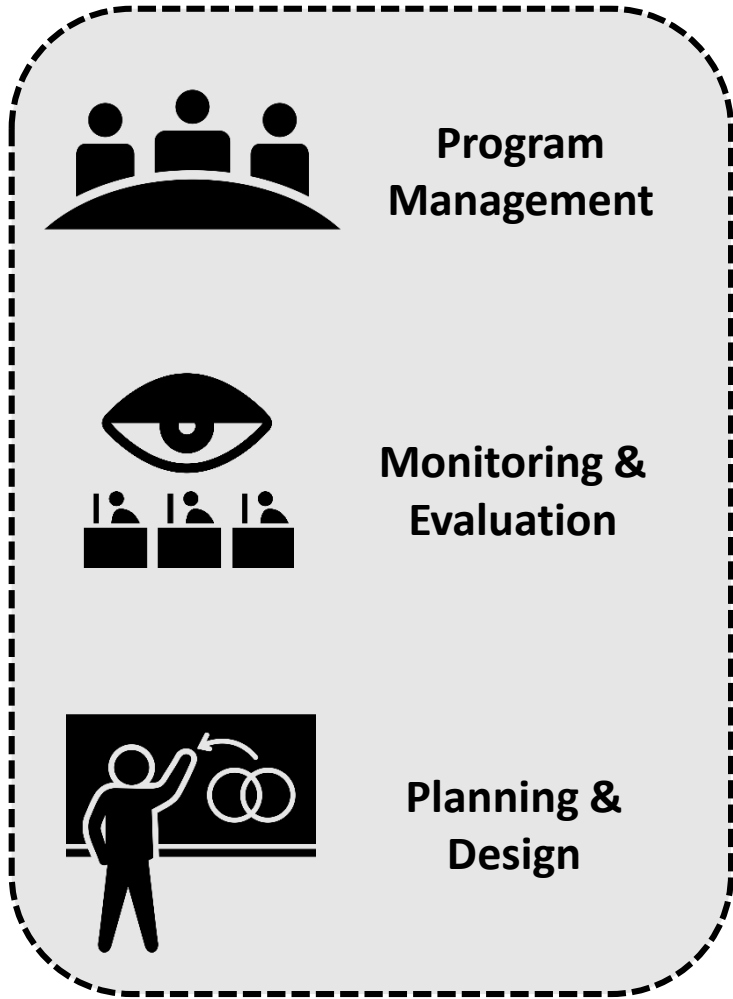 Program
Management
Monitoring &
Evaluation
Planning &
Design